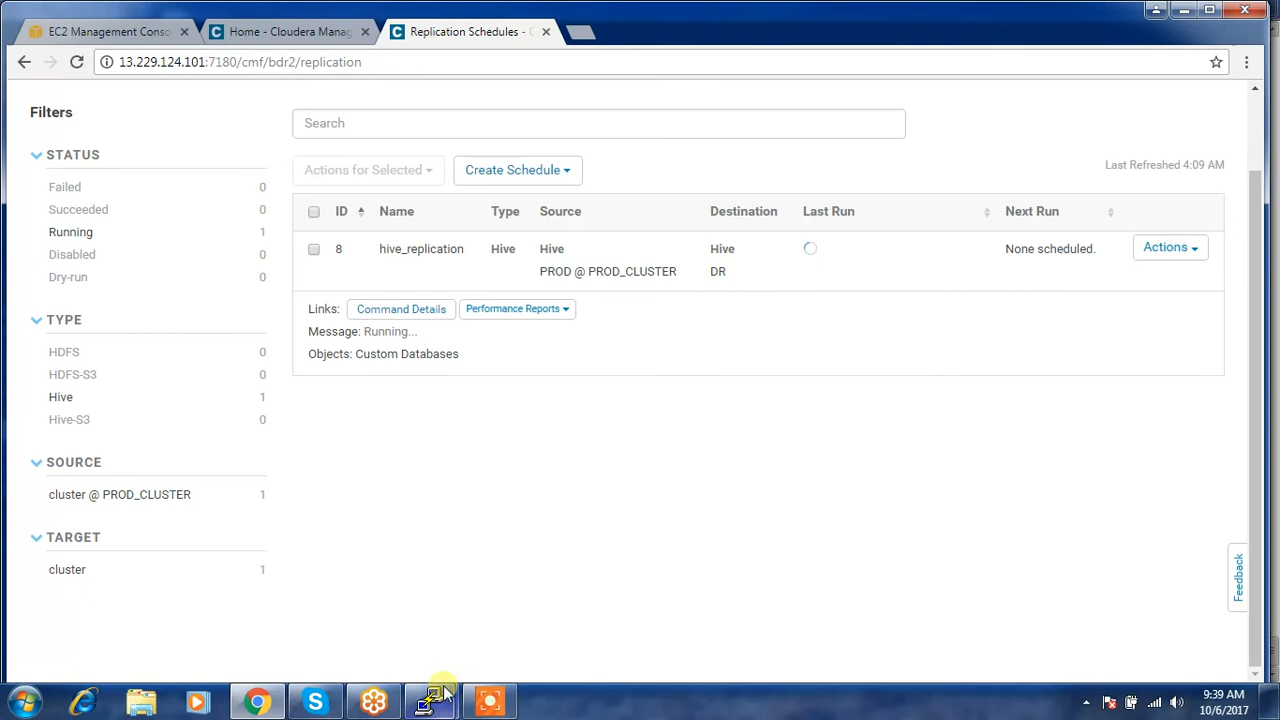 EC2 Management Conso
Home - Cloudera Manag
Replication Schedules - C
13.229.124.101:7180/cmf/bdr2/replication
Filters
Search
STATUS
Actions for Selected
Create Schedule
Last Refreshed 4:09 AM
Failed 0
Succeeded 0
Running 1
Disabled 0
Dry-run 0
ID Name Type Source Destination Last Run Next Run
8 hive_replication Hive Hive Hive None scheduled. Actions
PROD @ PROD_CLUSTER DR
Links: Command Details Performance Reports
Message: Running...
Objects: Custom Databases
TYPE
HDFS 0
HDFS-S3 0
Hive 1
Hive-S3 0
SOURCE
cluster @ PROD_CLUSTER 1
TARGET
cluster 1
Feedback
9:39 AM
10/6/2017